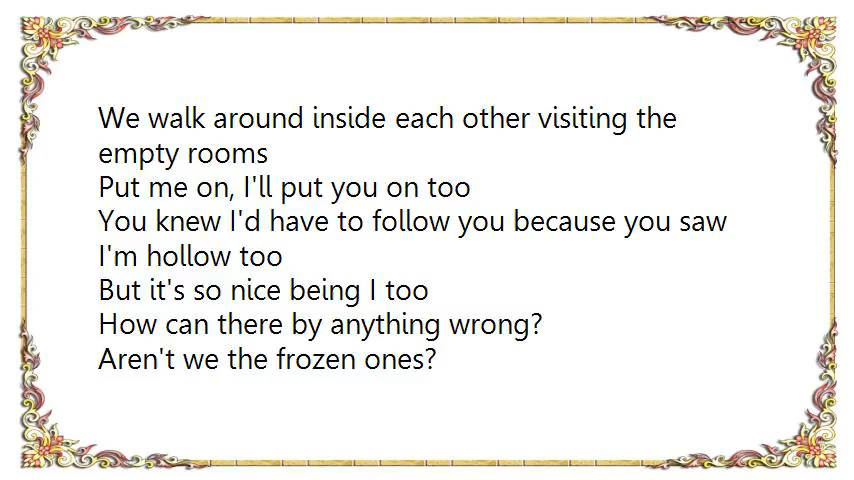 We walk around inside each other visiting the
empty rooms
Put me on, I'll put you on too
You knew I'd have to follow you because you saw
I'm hollow too
But it's so nice being I too
How can there by anything wrong?
Aren't we the frozen ones?